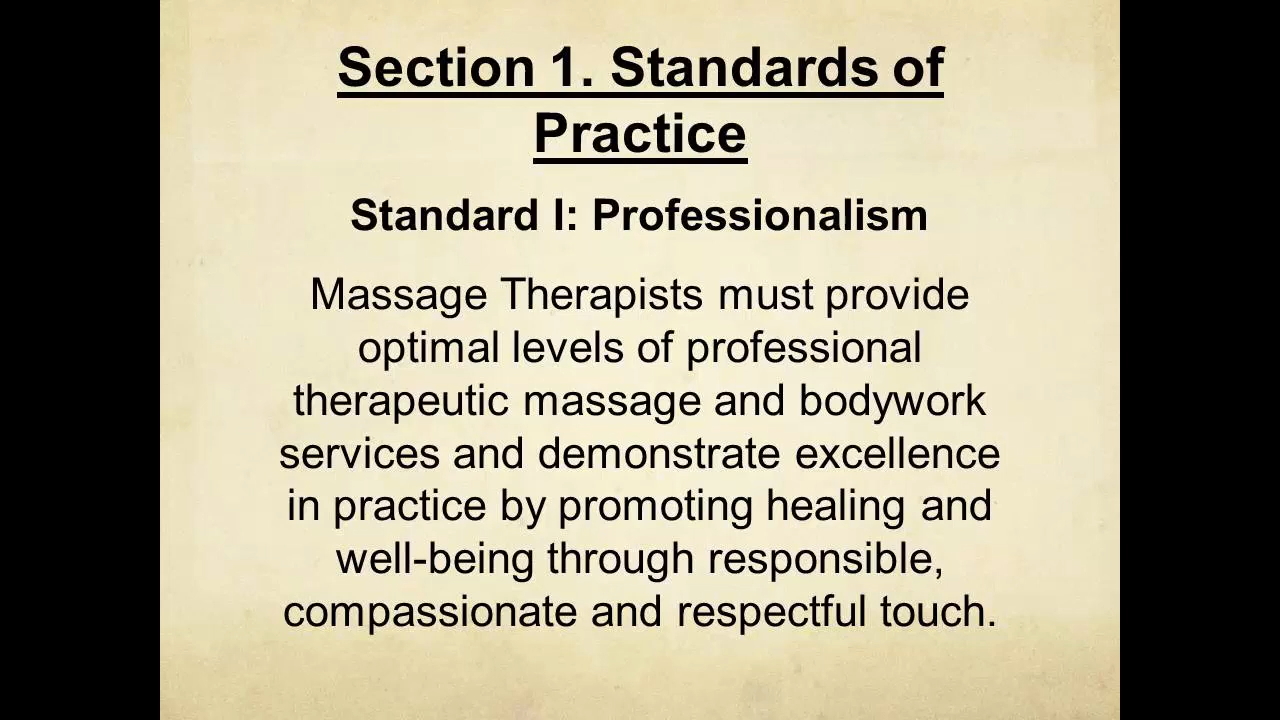 Section 1. Standards of
Practice
Standard I: Professionalism
Massage Therapists must provide
optimal levels of professional
therapeutic massage and bodywork
services and demonstrate excellence
in practice by promoting healing and
well-being through responsible,
compassionate and respectful touch.